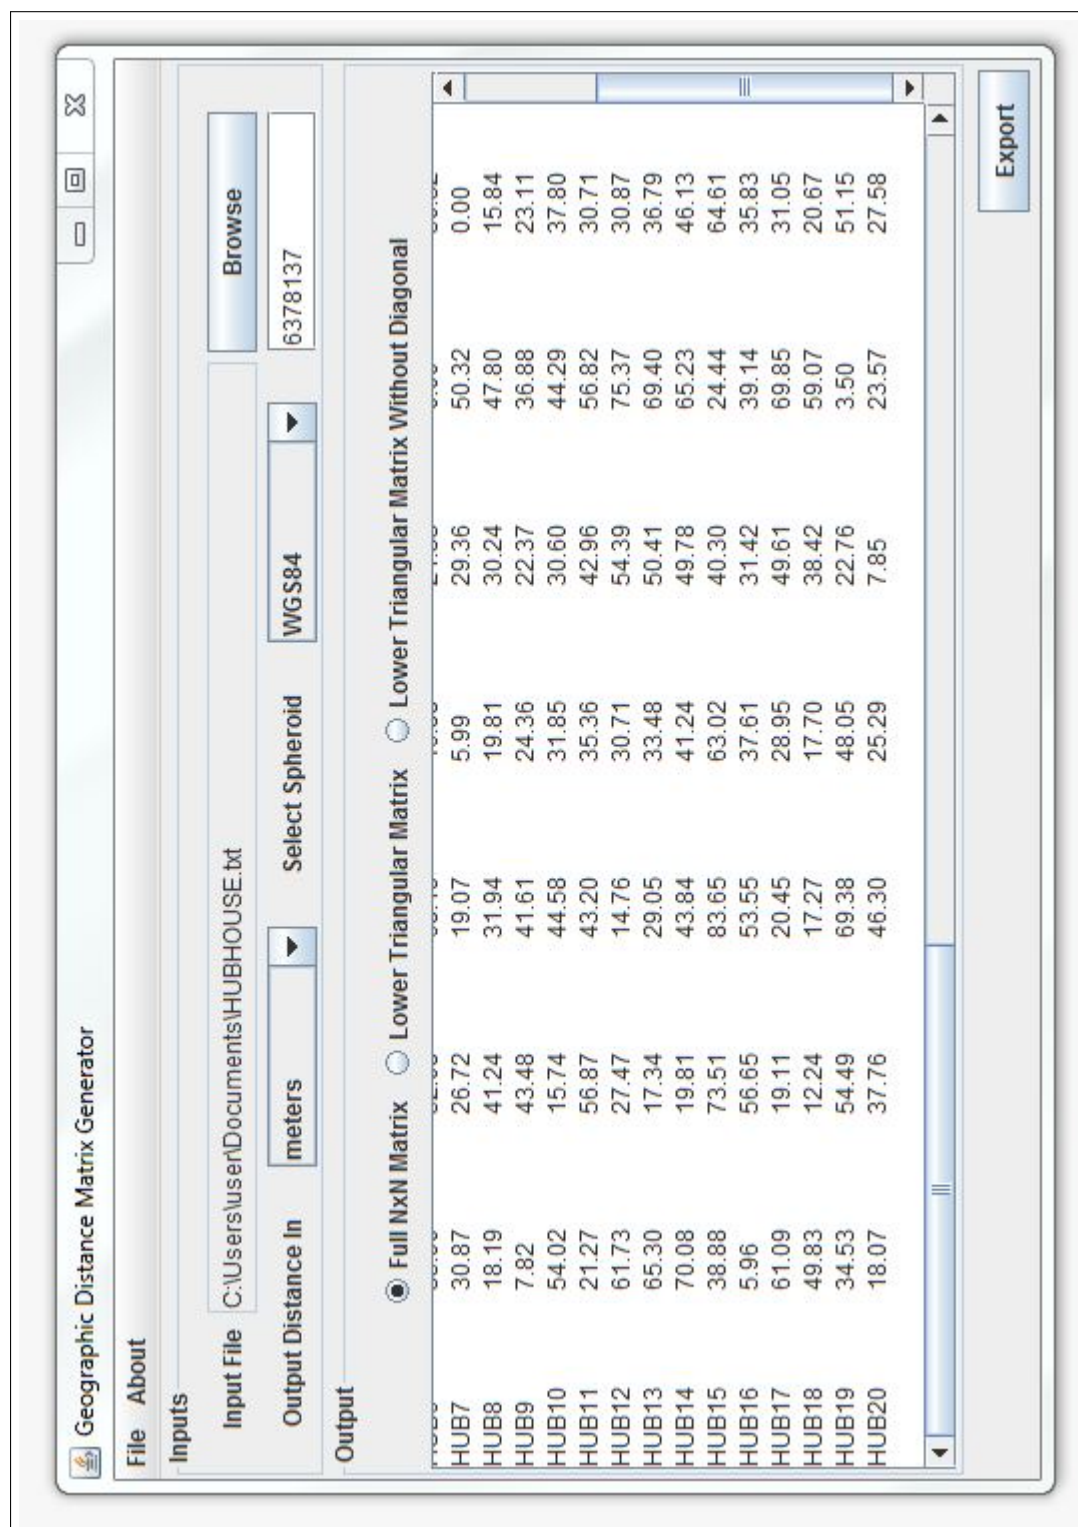 Geographic Distance Matrix Generator
File About
Inputs
Input File C:\Users\user\Documents\HUBHOUSE.txt Browse
Output Distance In meters Select Spheroid WGS84 6378137
Output
Full NxN Matrix Lower Triangular Matrix Lower Triangular Matrix Without Diagonal
HUB7 30.87 26.72 19.07 5.99 29.36 50.32 0.00
HUB8 18.19 41.24 31.94 19.81 30.24 47.80 15.84
HUB9 7.82 43.48 41.61 24.36 22.37 36.88 23.11
HUB10 54.02 15.74 44.58 31.85 30.60 44.29 37.80
HUB11 21.27 56.87 43.20 35.36 42.96 56.82 30.71
HUB12 61.73 27.47 14.76 30.71 54.39 75.37 30.87
HUB13 65.30 17.34 29.05 33.48 50.41 69.40 36.79
HUB14 70.08 19.81 43.84 41.24 49.78 65.23 46.13
HUB15 38.88 73.51 83.65 63.02 40.30 24.44 64.61
HUB16 5.96 56.65 53.55 37.61 31.42 39.14 35.83
HUB17 61.09 19.11 20.45 28.95 49.61 69.85 31.05
HUB18 49.83 12.24 17.27 17.70 38.42 59.07 20.67
HUB19 34.53 54.49 69.38 48.05 22.76 3.50 51.15
HUB20 18.07 37.76 46.30 25.29 7.85 23.57 27.58
Export